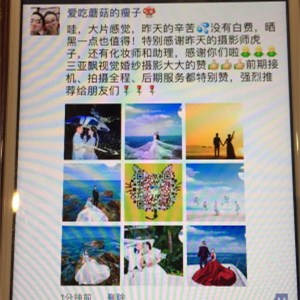 爱吃蘑菇的瘦子
哇，大片感觉，昨天的辛苦💦没有白费，晒
黑一点也值得！特别感谢昨天的摄影师虎
子，还有化妆师和助理，感谢你们啦
三亚飘视觉婚纱摄影大大的赞👍👍👍前期接
机、拍摄全程、后期服务都特别赞，强烈推
荐给朋友们🌹🌹🌹
1分钟前 删除